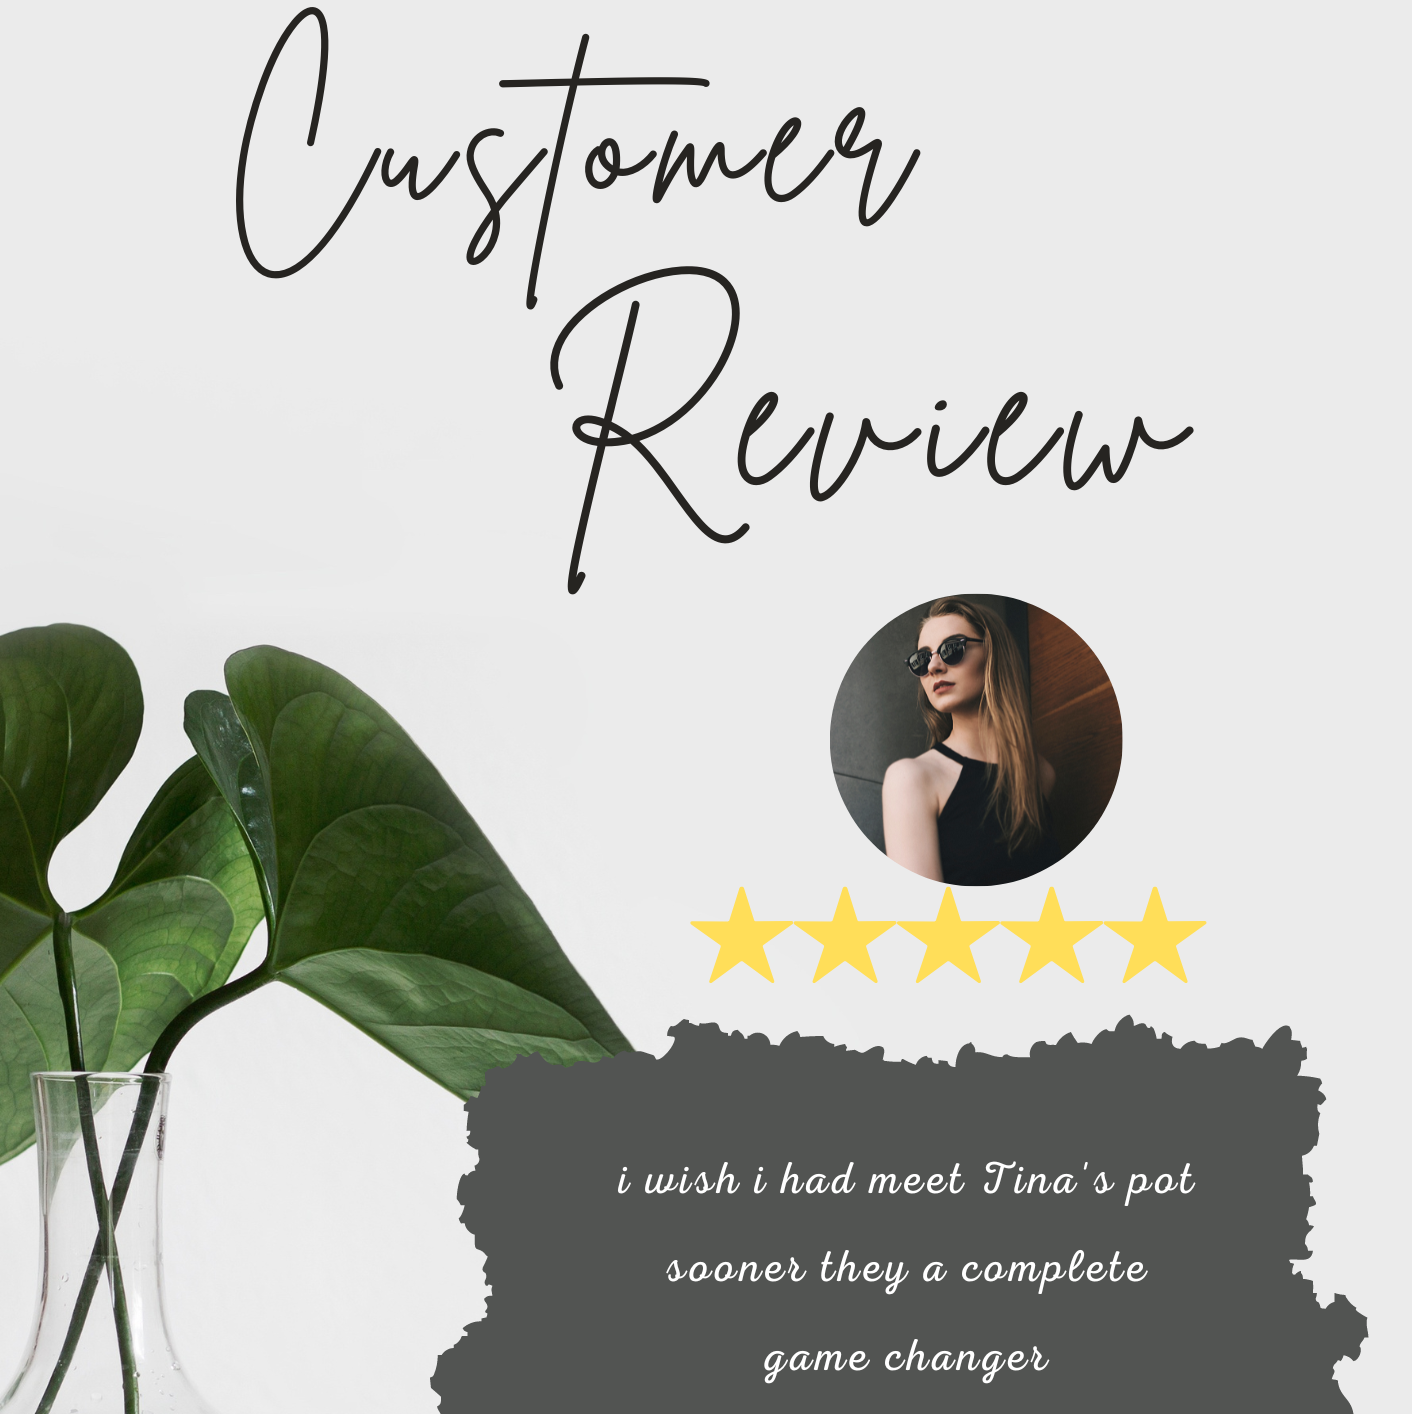 Customer
Review
i wish i had meet Tina's pot
sooner they a complete
game changer